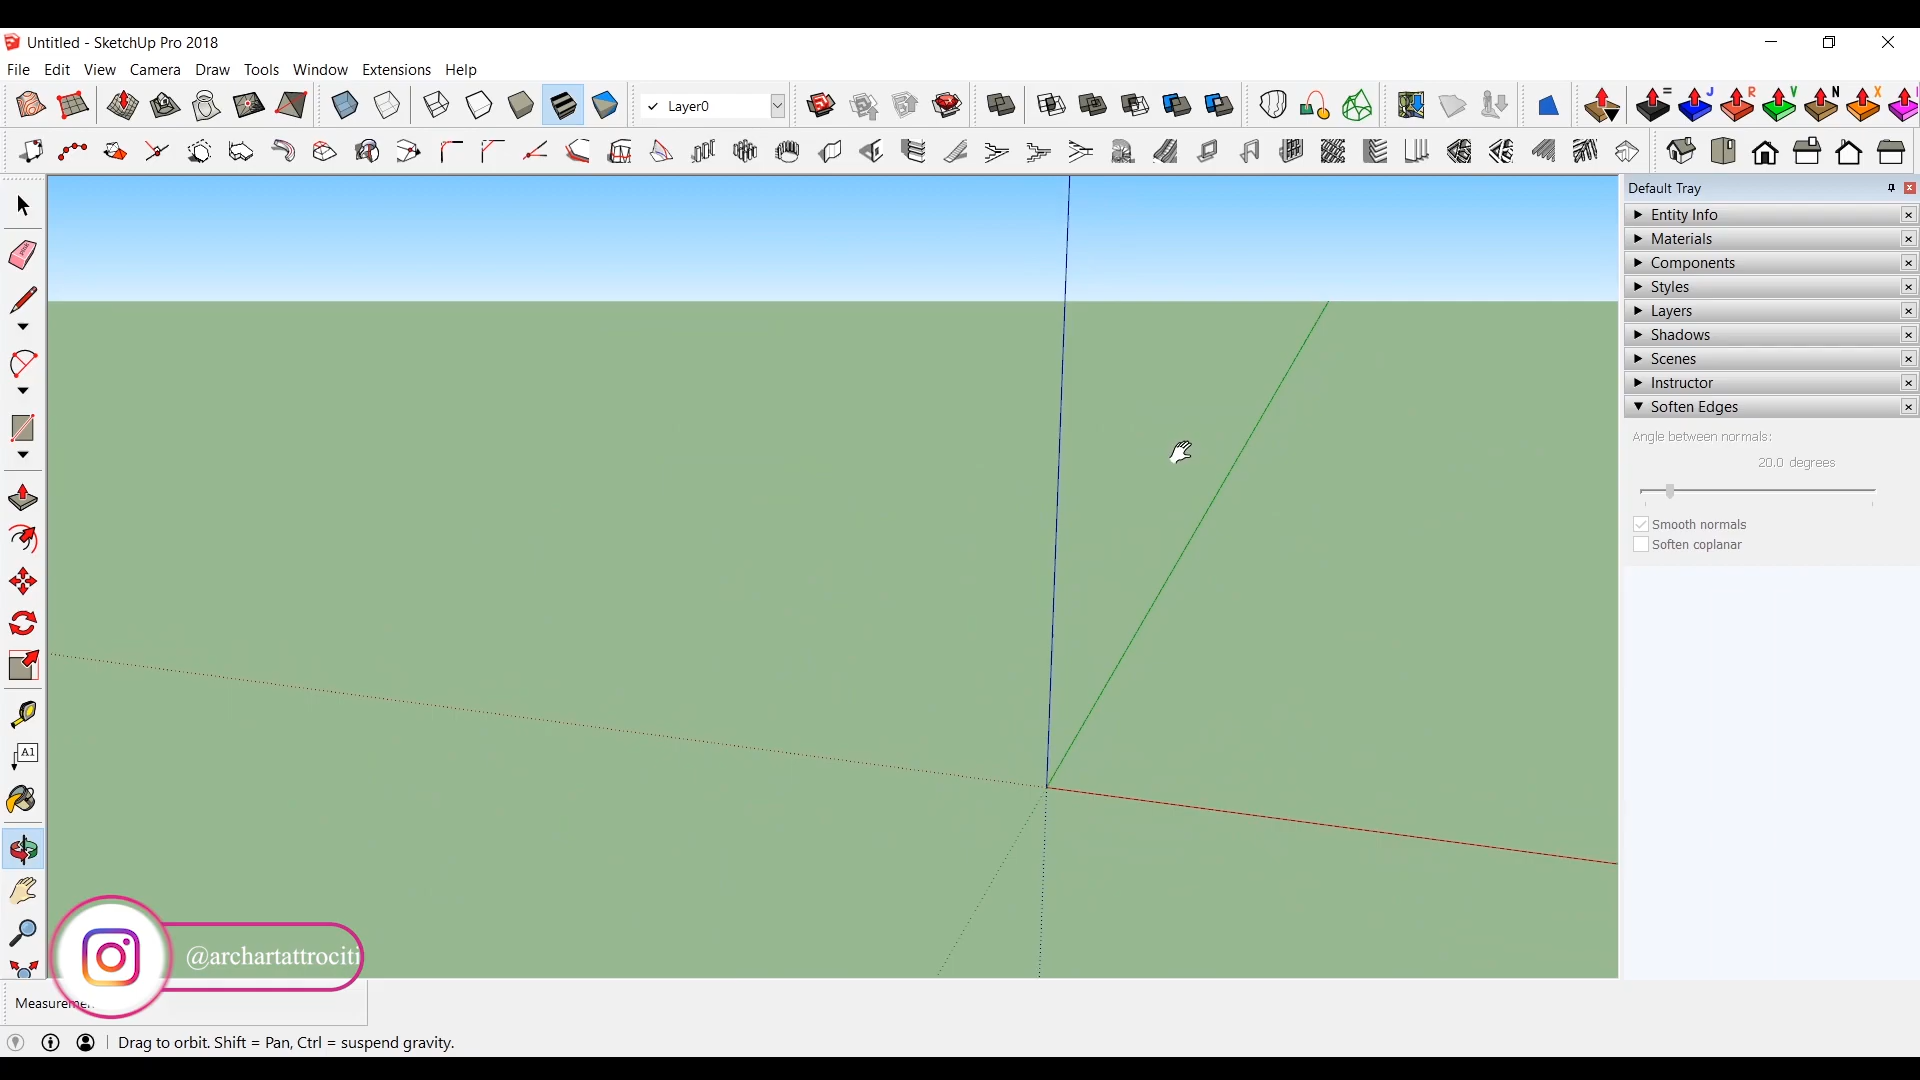 Untitled - SketchUp Pro 2018
File Edit View Camera Draw Tools Window Extensions Help
Layer0
= J R V N X
Default Tray
Entity Info
Materials
Components
Styles
Layers
Shadows
Scenes
Instructor
Soften Edges
Angle between normals:
20.0 degrees
Smooth normals
Soften coplanar
A1
@archartattrociti
Measureme
Drag to orbit. Shift = Pan, Ctrl = suspend gravity.